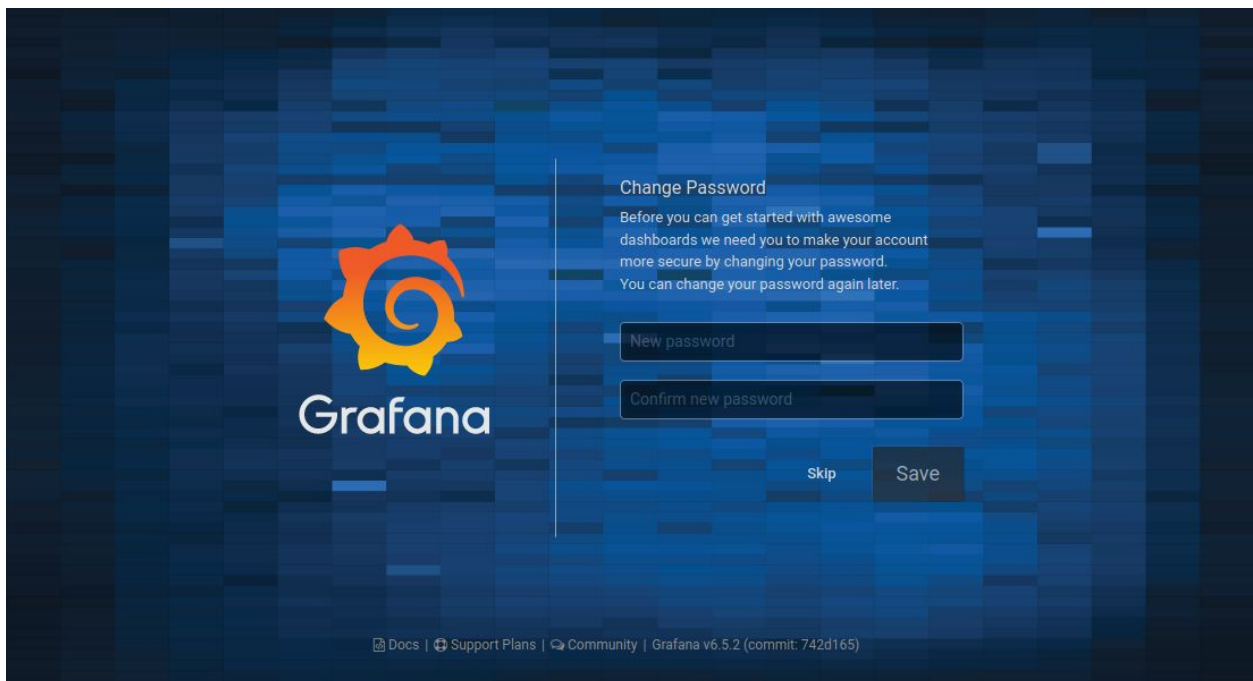 Grafana
Change Password
Before you can get started with awesome
dashboards we need you to make your account
more secure by changing your password.
You can change your password again later.
New password
Confirm new password
Skip
Save
Docs | Support Plans | Community | Grafana v6.5.2 (commit: 742d165)